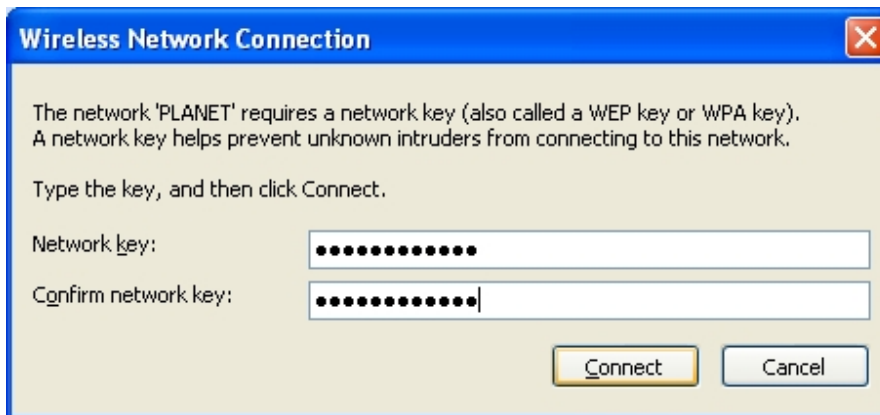 Wireless Network Connection
The network 'PLANET' requires a network key (also called a WEP key or WPA key).
A network key helps prevent unknown intruders from connecting to this network.
Type the key, and then click Connect.
Network key: ●●●●●●●●●●●●
Confirm network key: ●●●●●●●●●●●●
Connect Cancel